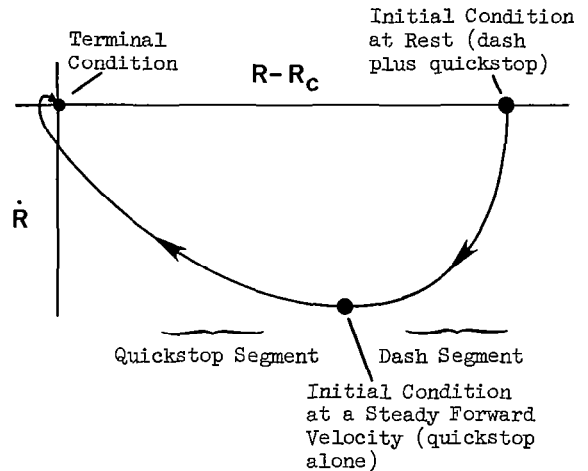 Initial Condition
at Rest (dash
plus quickstop)
Terminal
Condition
R-Rc
Ṙ
Quickstop Segment
Dash Segment
Initial Condition
at a Steady Forward
Velocity (quickstop
alone)